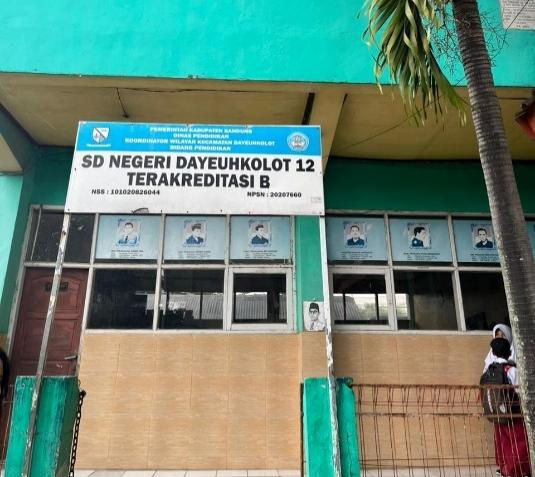 PEMERINTAH KABUPATEN BANDUNG
DINAS PENDIDIKAN
KOORDINATOR WILAYAH KECAMATAN DAYEUHKOLOT
BIDANG PENDIDIKAN
SD NEGERI DAYEUHKOLOT 12
TERAKREDITASI B
NSS : 101020826044
NPSN : 20207660